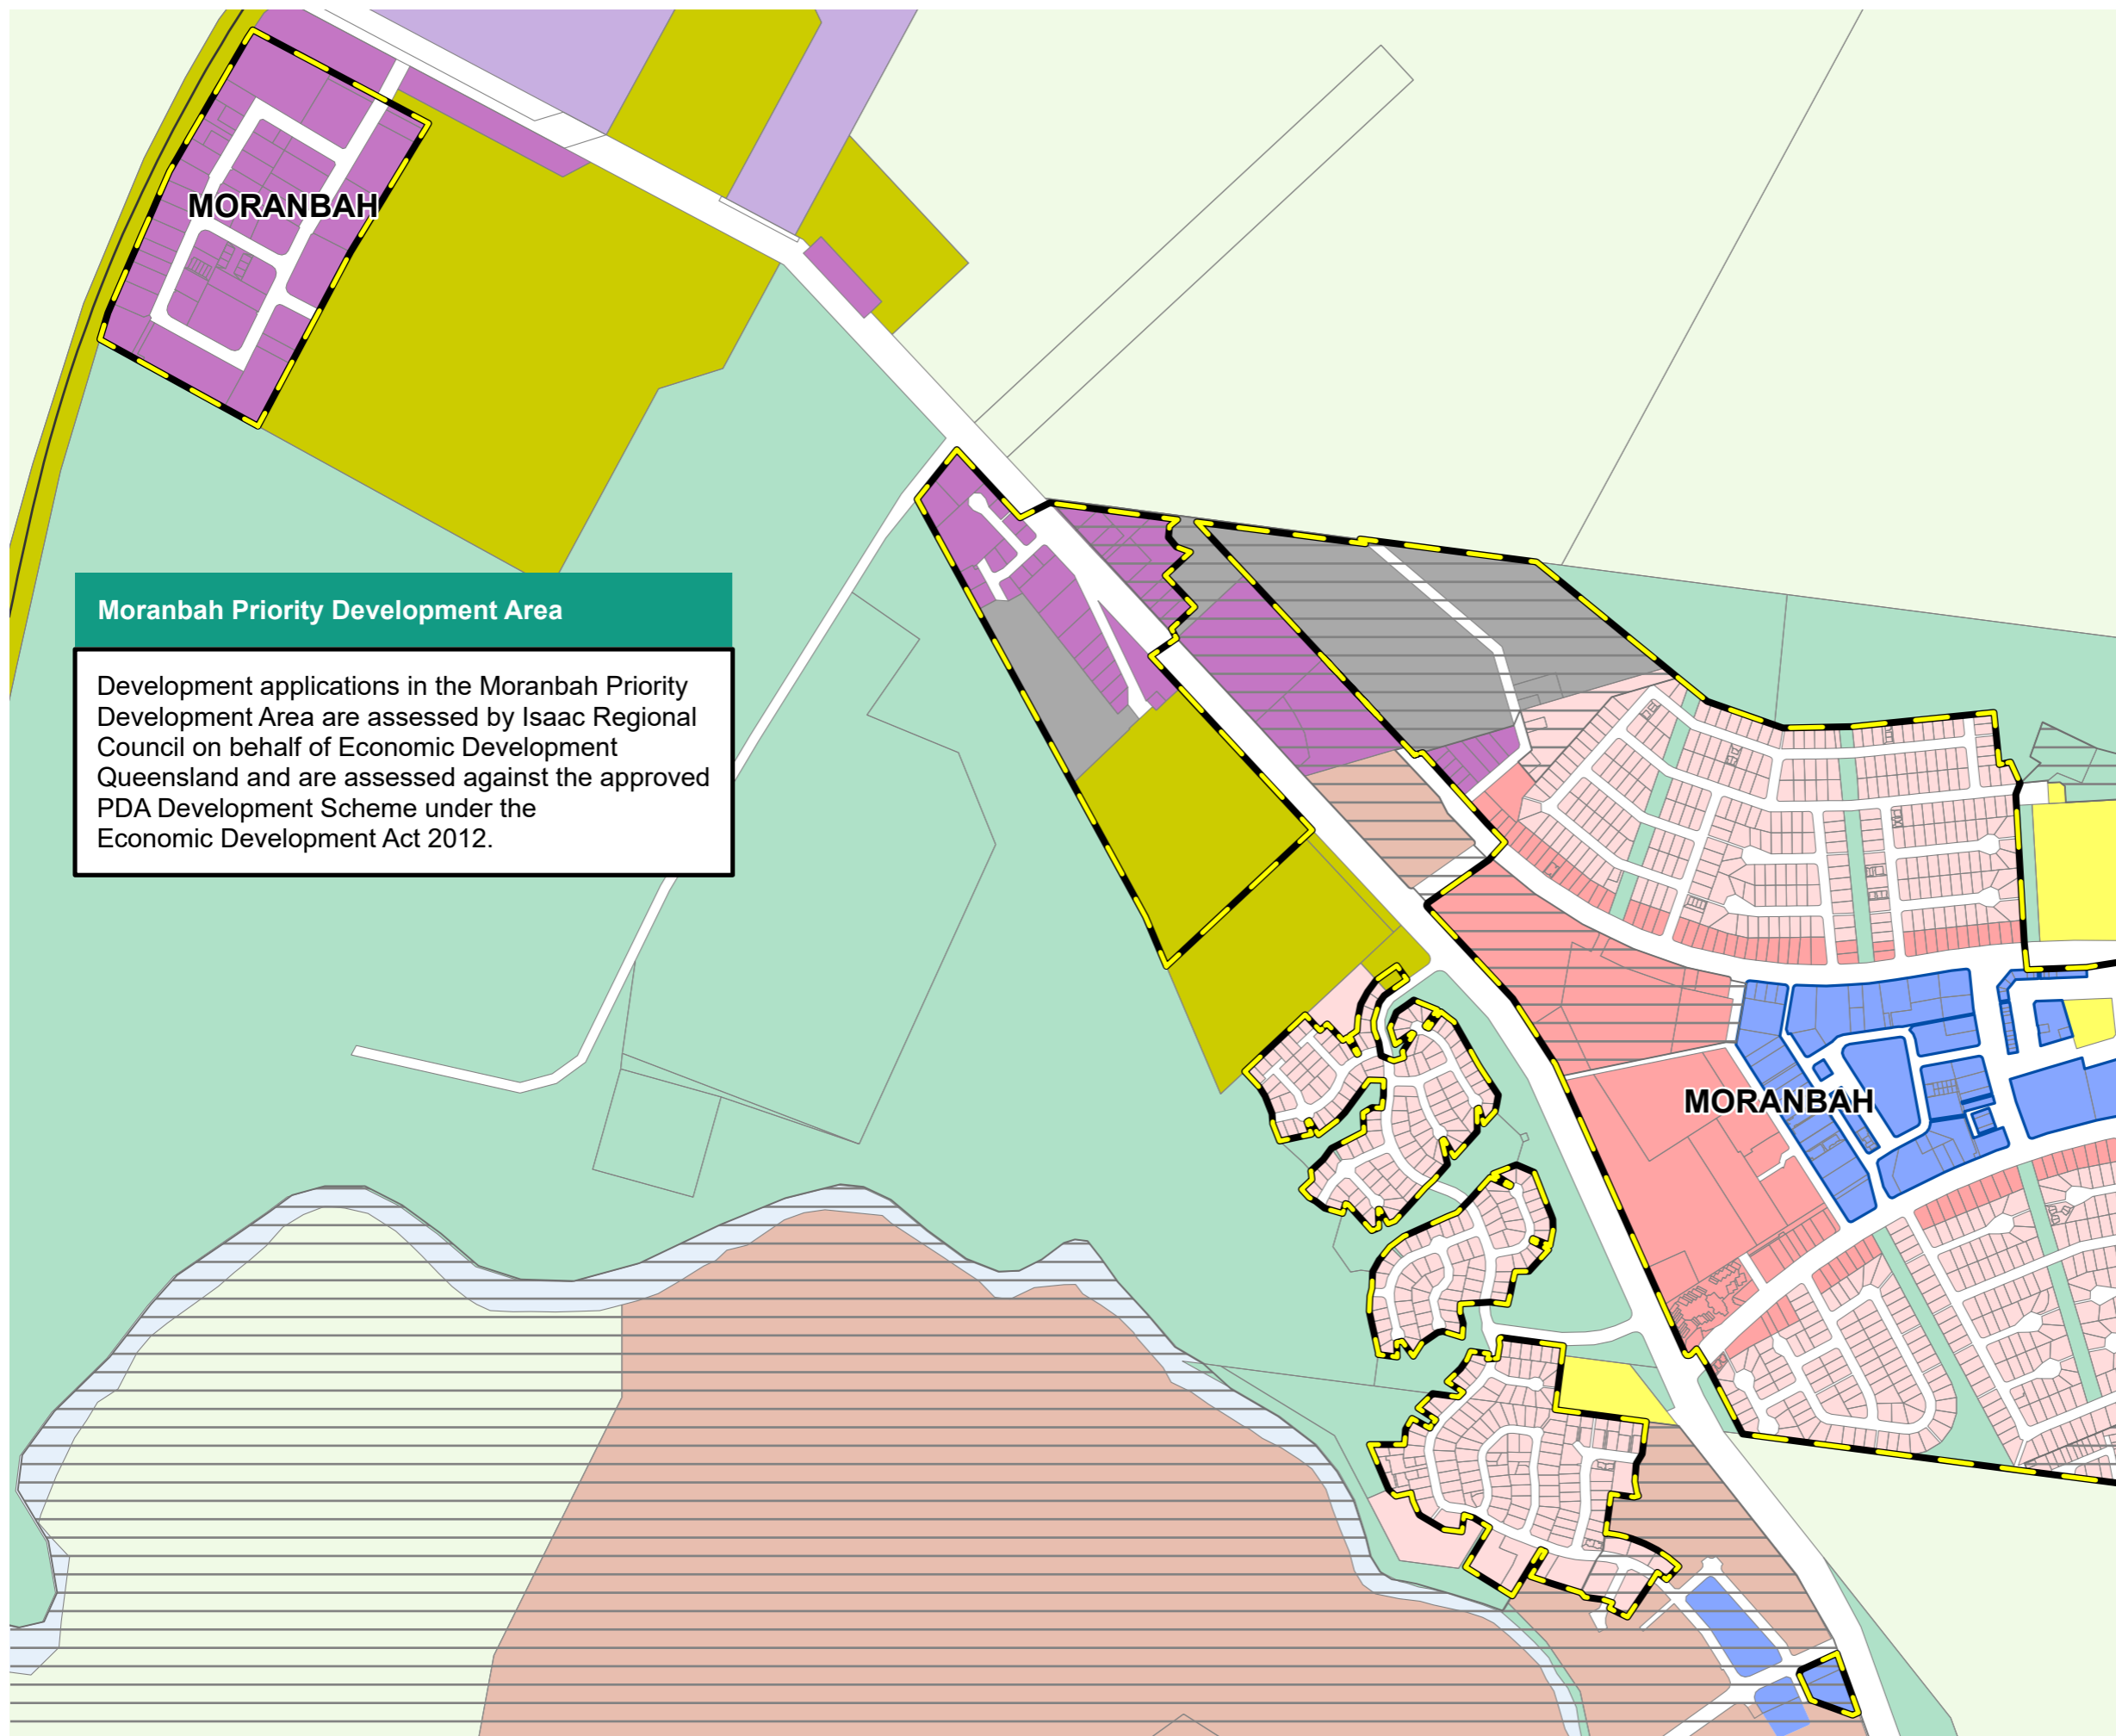 MORANBAH
Moranbah Priority Development Area
Development applications in the Moranbah Priority
Development Area are assessed by Isaac Regional
Council on behalf of Economic Development
Queensland and are assessed against the approved
PDA Development Scheme under the
Economic Development Act 2012.
MORANBAH